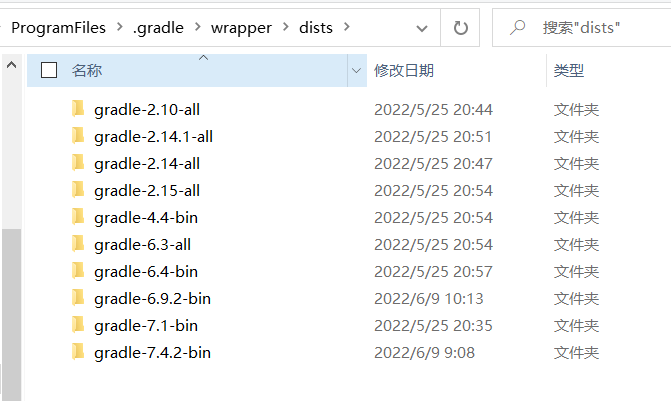 ProgramFiles > .gradle > wrapper > dists > 搜索"dists"
名称 修改日期 类型
gradle-2.10-all 2022/5/25 20:44 文件夹
gradle-2.14.1-all 2022/5/25 20:51 文件夹
gradle-2.14-all 2022/5/25 20:47 文件夹
gradle-2.15-all 2022/5/25 20:54 文件夹
gradle-4.4-bin 2022/5/25 20:54 文件夹
gradle-6.3-all 2022/5/25 20:54 文件夹
gradle-6.4-bin 2022/5/25 20:57 文件夹
gradle-6.9.2-bin 2022/6/9 10:13 文件夹
gradle-7.1-bin 2022/5/25 20:35 文件夹
gradle-7.4.2-bin 2022/6/9 9:08 文件夹